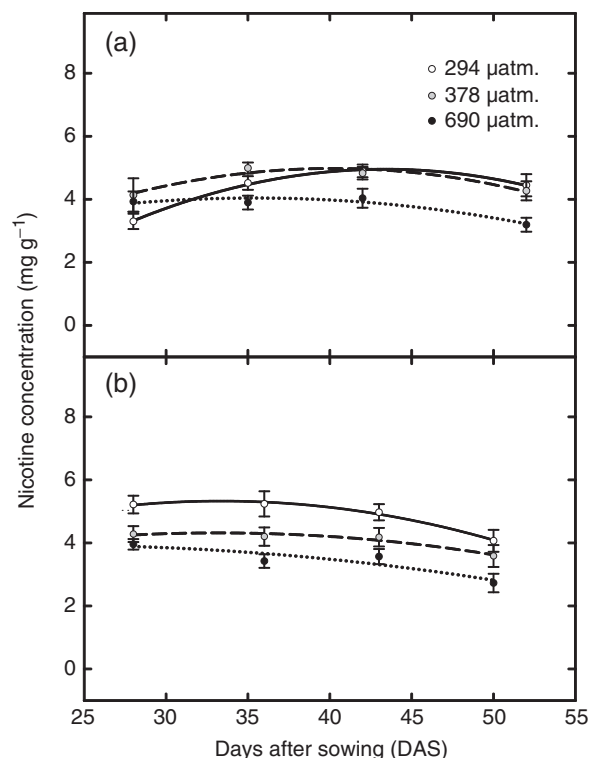 (a)
294 µatm.
378 µatm.
690 µatm.
8
6
4
2
0
Nicotine concentration (mg g⁻¹)
(b)
8
6
4
2
0
25 30 35 40 45 50 55
Days after sowing (DAS)